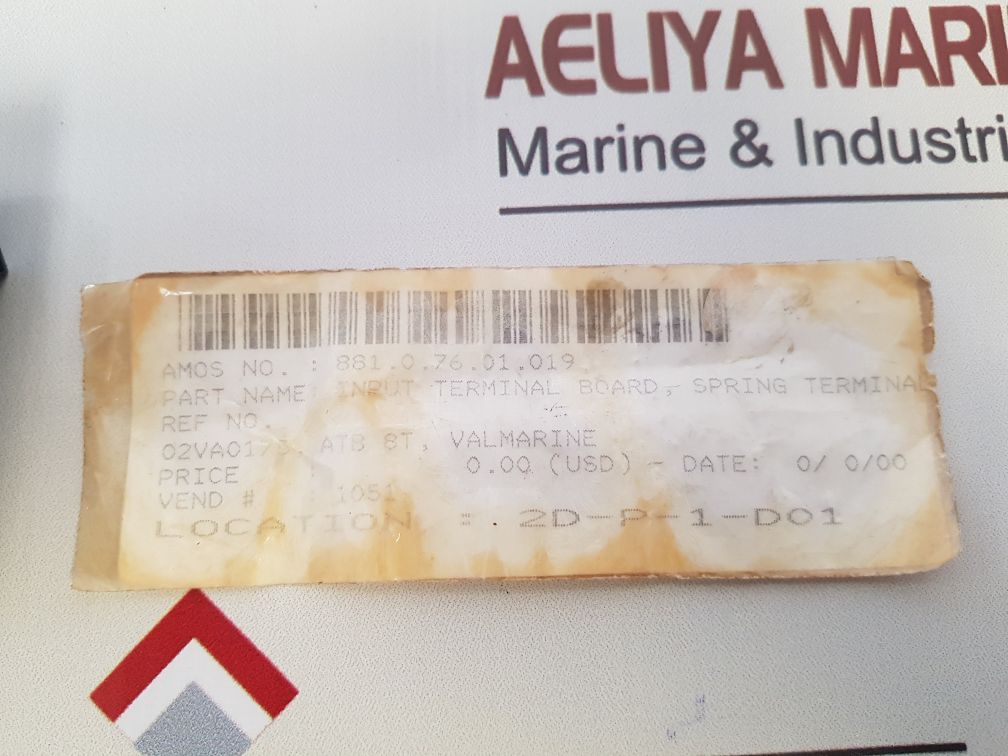 AELIYA MARI
Marine & Industri
AMOS NO. : 881.0.76.01.019
PART NAME: INPUT TERMINAL BOARD, SPRING TERMINAL
REF NO.
02VA0175, ATB 8T, VALMARINE
PRICE : 0.00 (USD) - DATE: 0/ 0/00
VEND # : 1051
LOCATION : 2D-P-1-D01